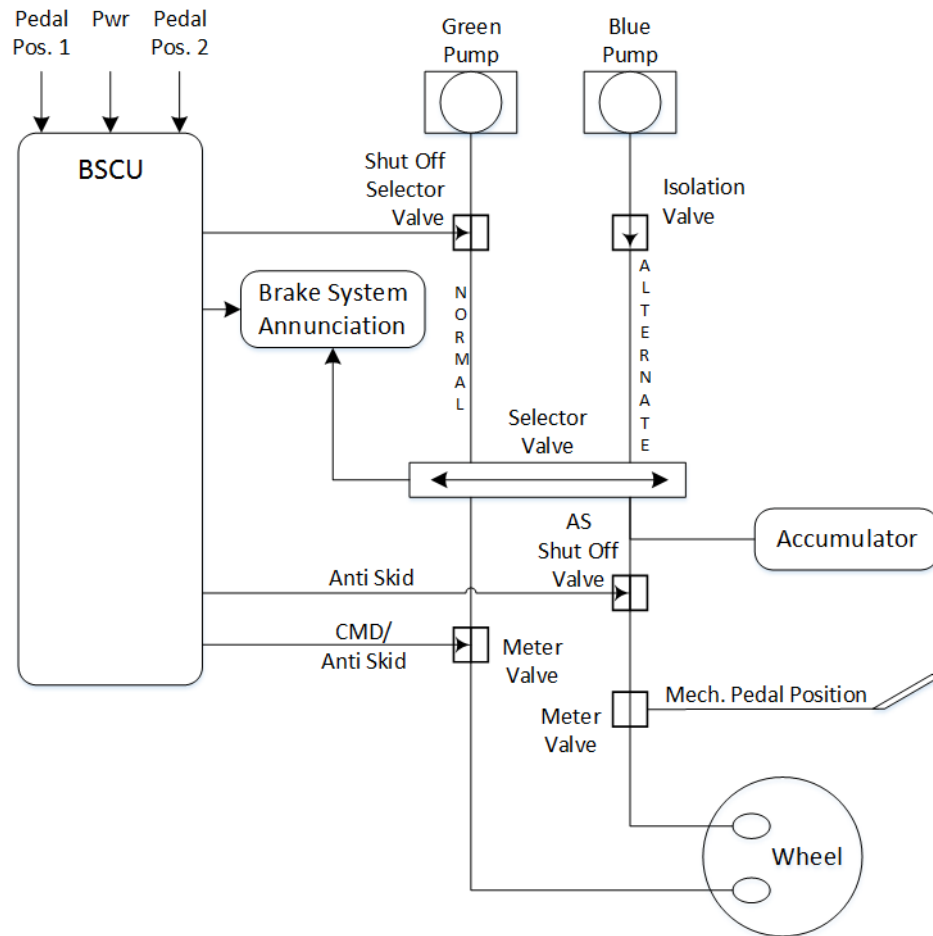 Pedal
Pos. 1
Pwr
Pedal
Pos. 2
Green
Pump
Blue
Pump
BSCU
Shut Off
Selector
Valve
Isolation
Valve
Brake System
Annunciation
NORMAL
ALTERNATE
Selector
Valve
AS
Shut Off
Valve
Accumulator
Anti Skid
CMD/
Anti Skid
Meter
Valve
Mech. Pedal Position
Meter
Valve
Wheel